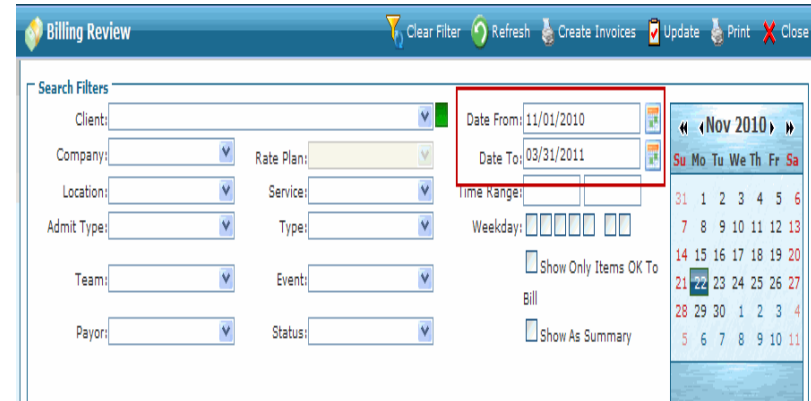 Billing Review Clear Filter Refresh Create Invoices Update Print Close
Search Filters
Client: Date From: 11/01/2010
Company: Rate Plan: Date To: 03/31/2011
Location: Service: Time Range:
Admit Type: Type: Weekday:
Team: Event: Show Only Items OK To
Bill
Payor: Status: Show As Summary
Nov 2010
Su Mo Tu We Th Fr Sa
31 1 2 3 4 5 6
7 8 9 10 11 12 13
14 15 16 17 18 19 20
21 22 23 24 25 26 27
28 29 30 1 2 3 4
5 6 7 8 9 10 11